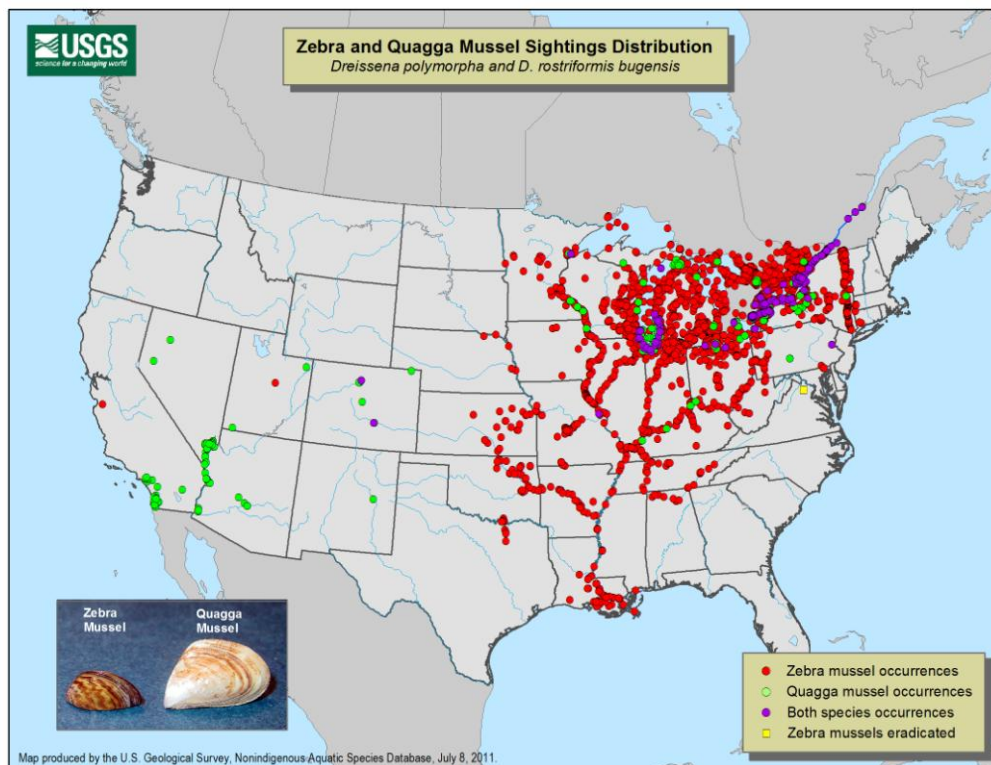 USGS
science for a changing world
Zebra and Quagga Mussel Sightings Distribution
Dreissena polymorpha and D. rostriformis bugensis
Zebra
Mussel
Quagga
Mussel
Zebra mussel occurrences
Quagga mussel occurrences
Both species occurrences
Zebra mussels eradicated
Map produced by the U.S. Geological Survey, Nonindigenous Aquatic Species Database, July 8, 2011.